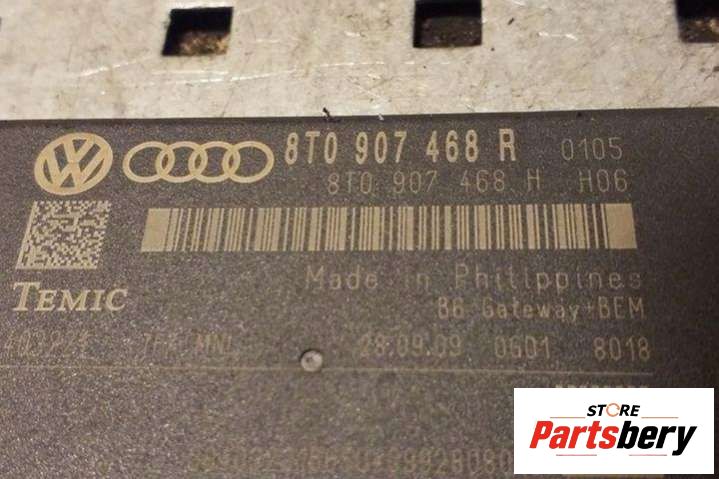 8T0 907 468 R 0105
8T0 907 468 H H06
Made in Philippines
TEMIC
B6 Gateway+BEM
28.09.09 0601 8018
STORE
Partsbery